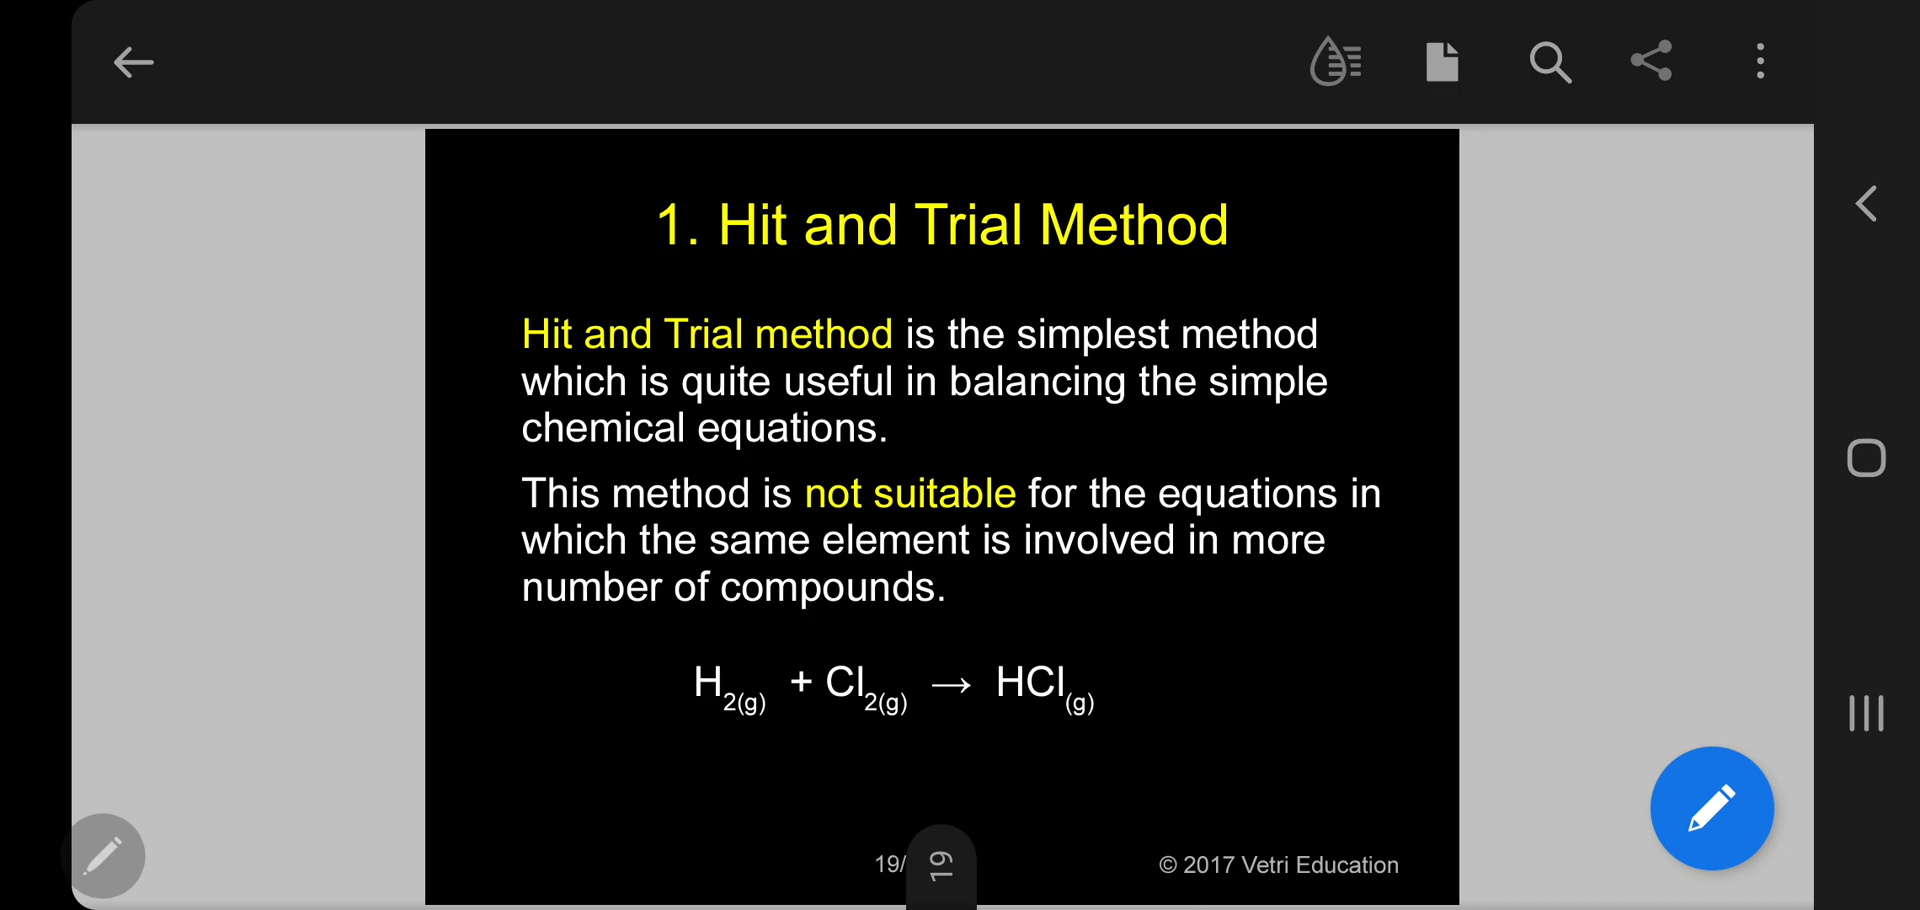 1. Hit and Trial Method
Hit and Trial method is the simplest method
which is quite useful in balancing the simple
chemical equations.
This method is not suitable for the equations in
which the same element is involved in more
number of compounds.
H₂(g) + Cl₂(g) → HCl(g)
19/
19
© 2017 Vetri Education